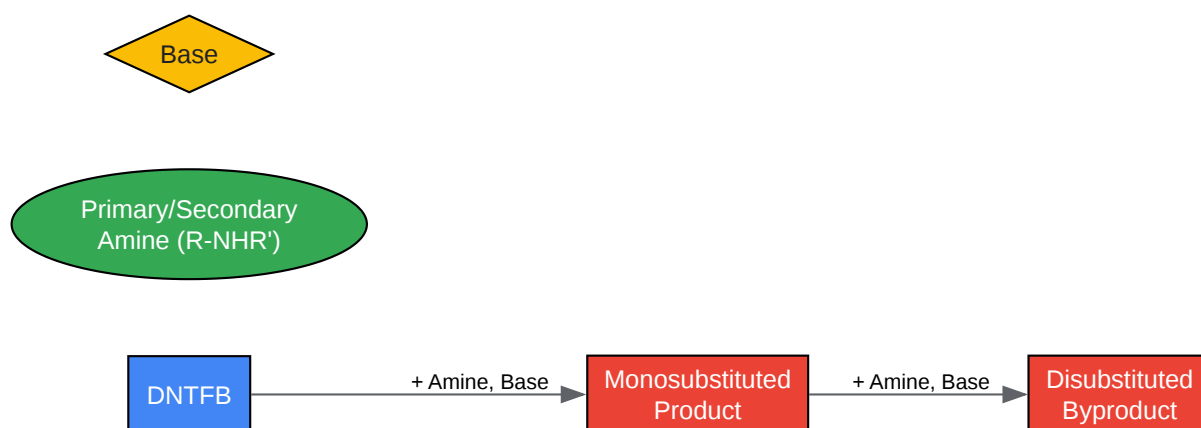 Base
Primary/Secondary
Amine (R-NHR')
DNTFB
+ Amine, Base
Monosubstituted
Product
+ Amine, Base
Disubstituted
Byproduct